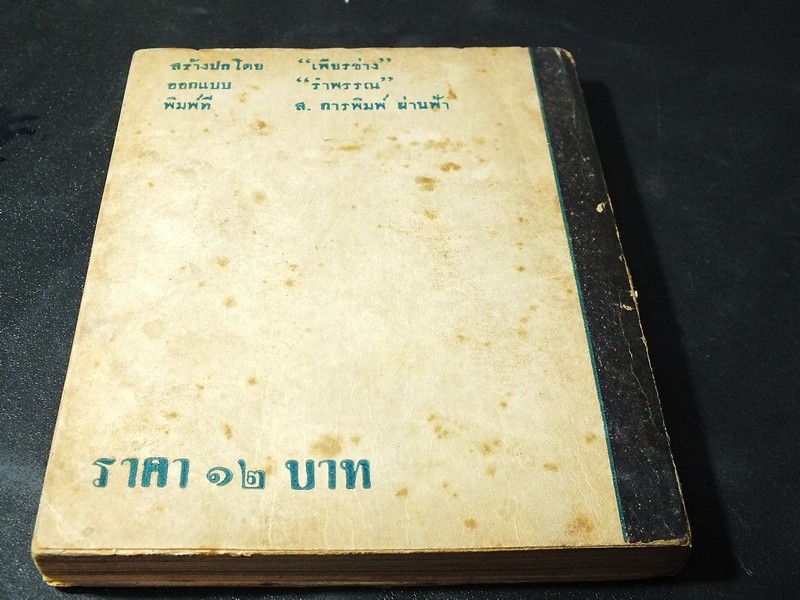 สร้างปกโดย "เพียรช่าง"
ออกแบบ "รำพรรณ"
พิมพ์ที่ ส. การพิมพ์ ผ่านฟ้า
ราคา ๑๒ บาท